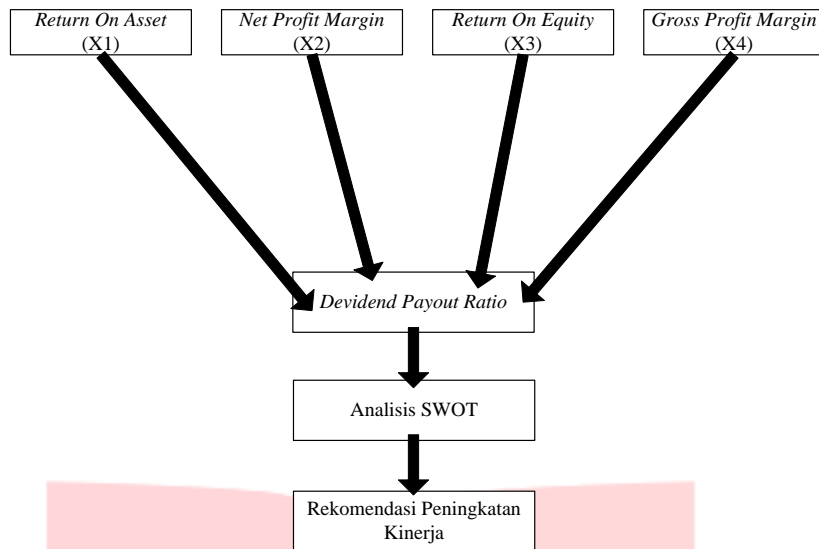 Return On Asset
(X1)
Net Profit Margin
(X2)
Return On Equity
(X3)
Gross Profit Margin
(X4)
Devidend Payout Ratio
Analisis SWOT
Rekomendasi Peningkatan
Kinerja